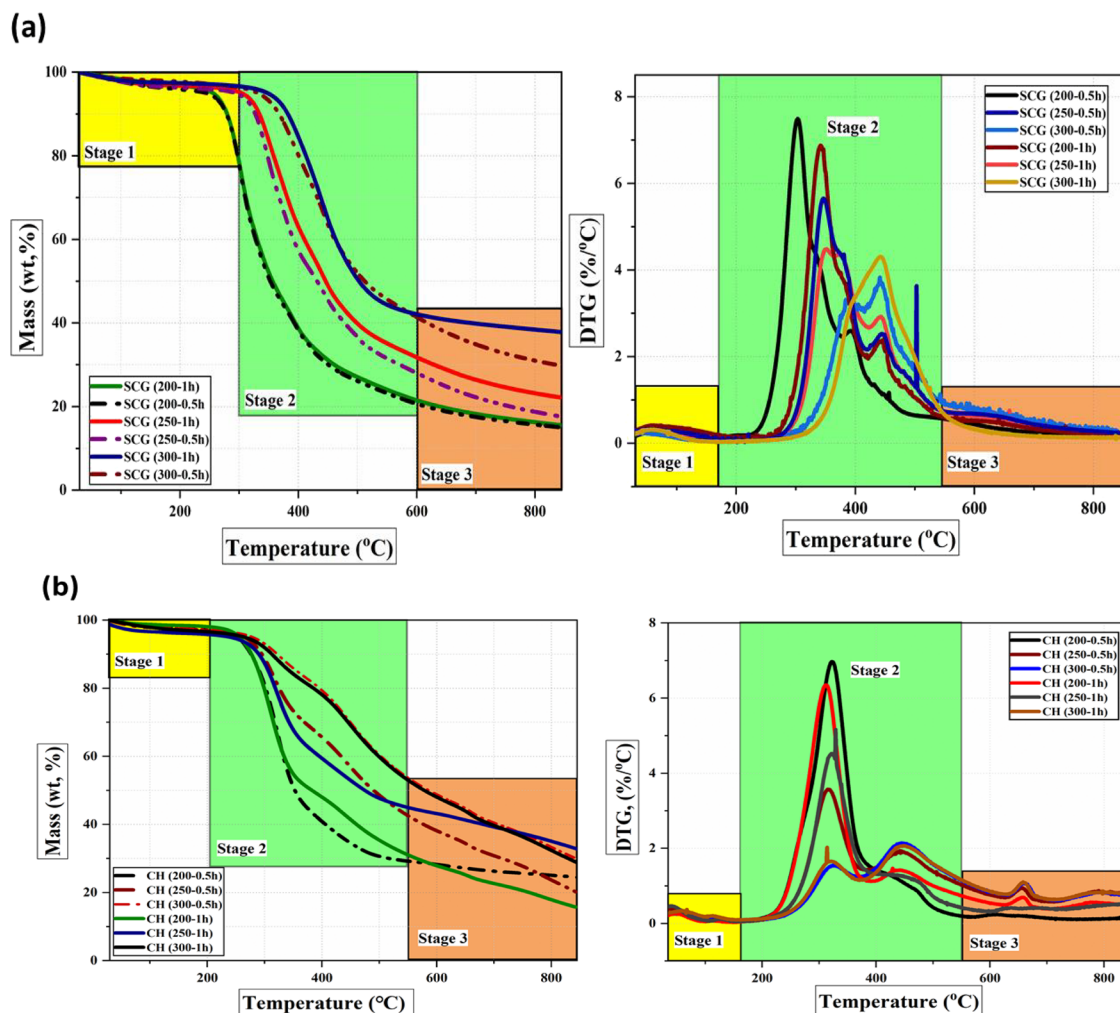 (a)
100
80
60
40
20
0
Mass (wt,%)
Stage 1
Stage 2
Stage 3
SCG (200-1h)
SCG (200-0.5h
SCG (250-1h)
SCG (250-0.5h)
SCG (300-1h)
SCG (300-0.5h)
200
400
600
800
Temperature (°C)
8
6
4
2
0
DTG (%/°C)
Stage 2
SCG (200-0.5h)
SCG (250-0.5h)
SCG (300-0.5h)
SCG (200-1h)
SCG (250-1h)
SCG (300-1h)
Stage 1
Stage 3
200
400
600
800
Temperature (°C)
(b)
100
80
60
40
20
0
Mass (wt, %)
Stage 1
Stage 2
Stage 3
CH (200-0.5h)
CH (250-0.5h)
CH (300-0.5h)
CH (200-1h)
CH (250-1h)
CH (300-1h)
200
400
600
800
Temperature (°C)
8
6
4
2
0
DTG, (%/°C)
Stage 2
CH (200-0.5h)
CH (250-0.5h)
CH (300-0.5h)
CH (200-1h)
CH (250-1h)
CH (300-1h)
Stage 1
Stage 3
200
400
600
800
Temperature (°C)